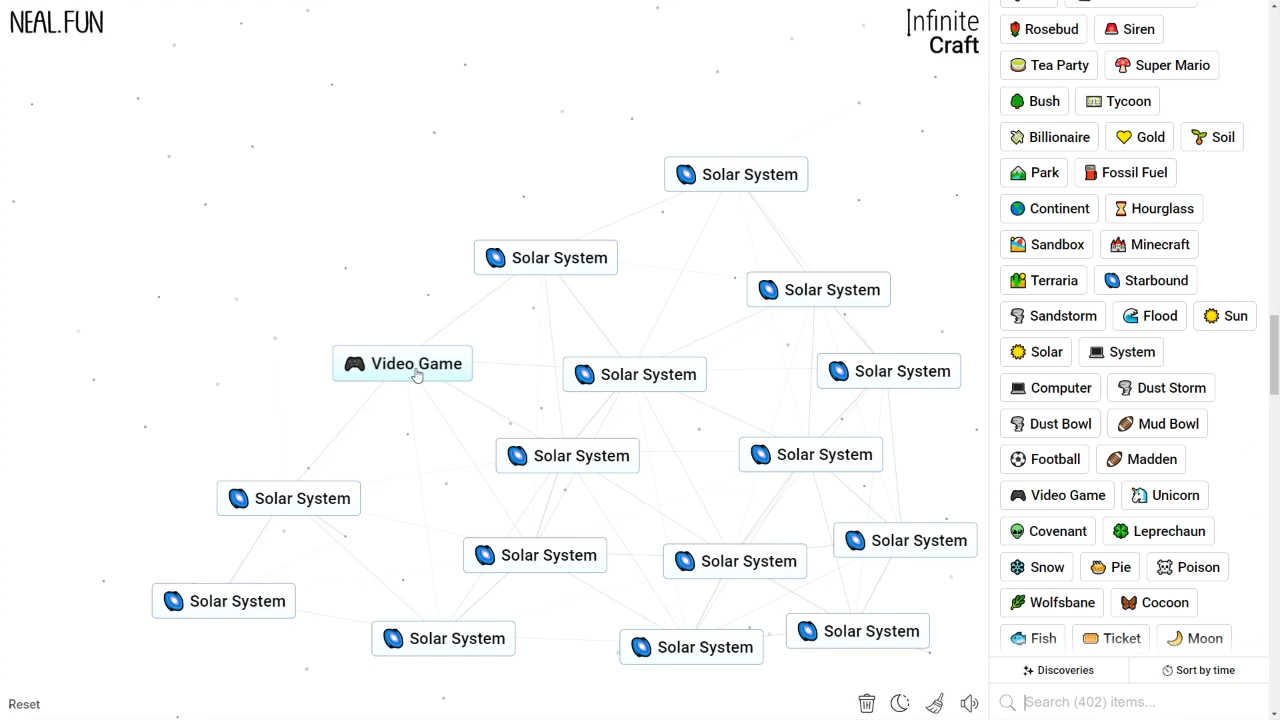 NEAL.FUN
Infinite
Craft
Solar System
Solar System
Solar System
Video Game
Solar System
Solar System
Solar System
Solar System
Solar System
Solar System
Solar System
Solar System
Solar System
Solar System
Solar System
Solar System
Reset
Rosebud Siren
Tea Party Super Mario
Bush Tycoon
Billionaire Gold Soil
Park Fossil Fuel
Continent Hourglass
Sandbox Minecraft
Terraria Starbound
Sandstorm Flood Sun
Solar System
Computer Dust Storm
Dust Bowl Mud Bowl
Football Madden
Video Game Unicorn
Covenant Leprechaun
Snow Pie Poison
Wolfsbane Cocoon
Fish Ticket Moon
Discoveries Sort by time
Search (402) items...